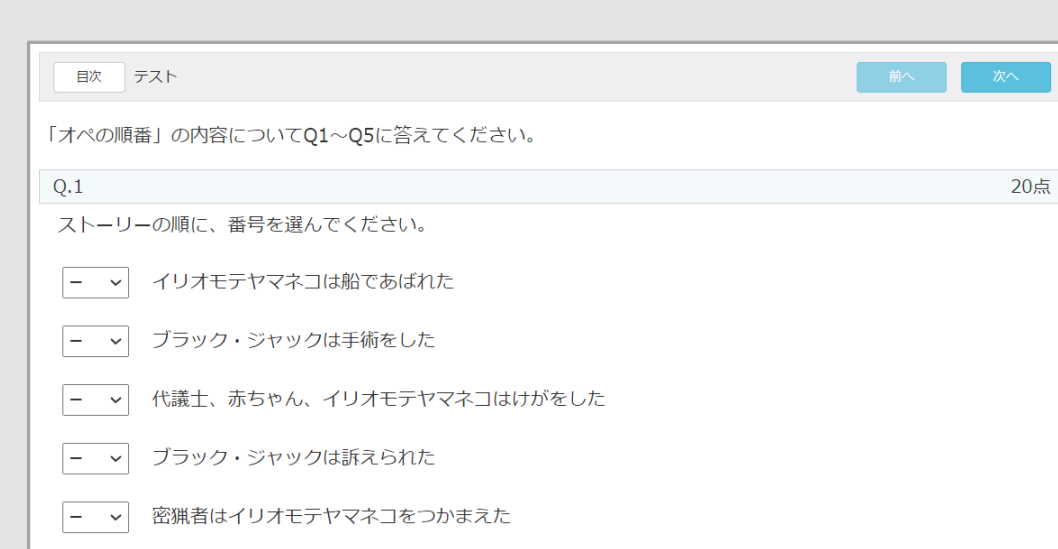 目次 テスト 前へ 次へ
「オペの順番」の内容についてQ1～Q5に答えてください。
Q.1 20点
ストーリーの順に、番号を選んでください。
− イリオモテヤマネコは船であばれた
− ブラック・ジャックは手術をした
− 代議士、赤ちゃん、イリオモテヤマネコはけがをした
− ブラック・ジャックは訴えられた
− 密猟者はイリオモテヤマネコをつかまえた